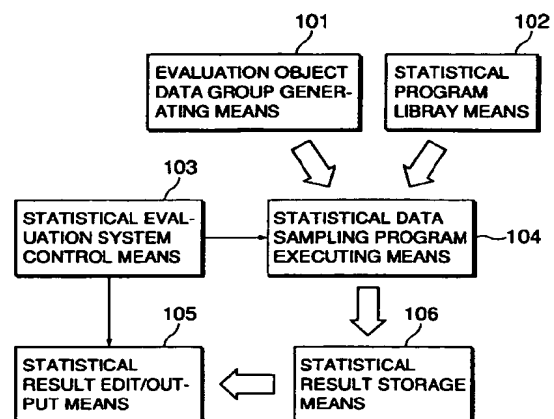 101
102
EVALUATION OBJECT
DATA GROUP GENER-
ATING MEANS
STATISTICAL
PROGRAM
LIBRAY MEANS
103
STATISTICAL EVAL-
UATION SYSTEM
CONTROL MEANS
STATISTICAL DATA
SAMPLING PROGRAM
EXECUTING MEANS
104
105
106
STATISTICAL
RESULT EDIT/OUT-
PUT MEANS
STATISTICAL
RESULT STORAGE
MEANS